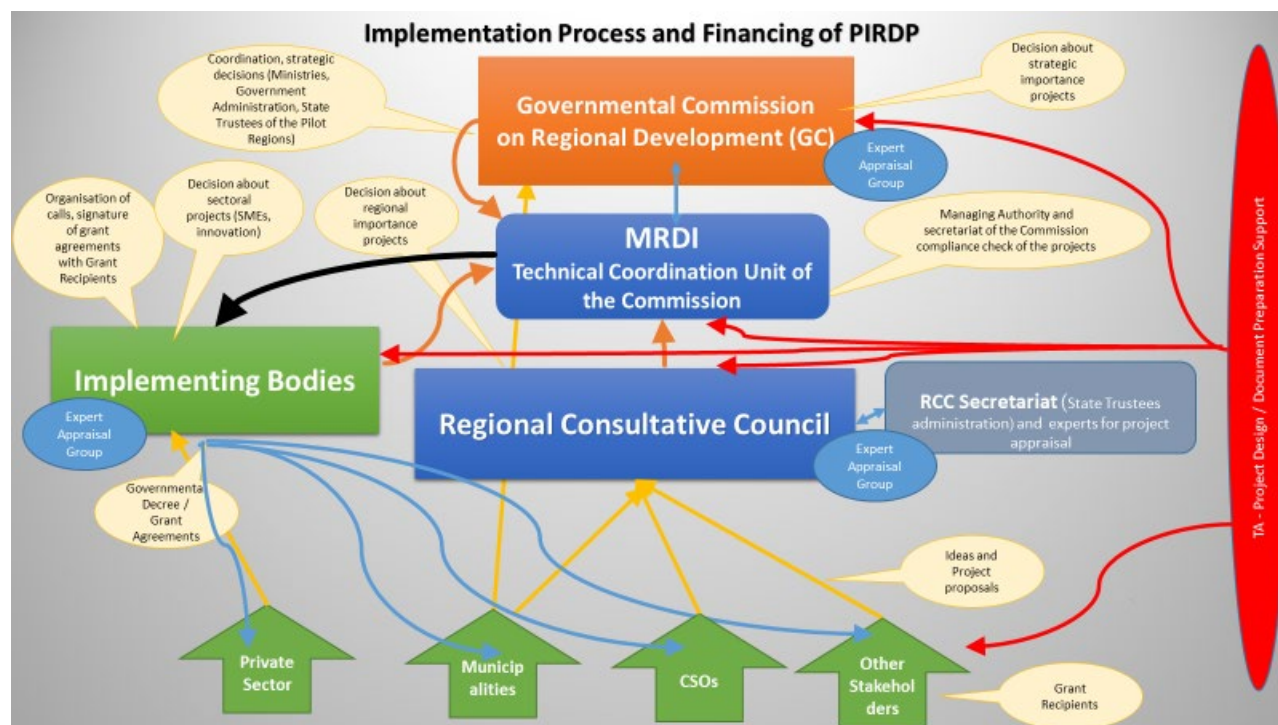 Implementation Process and Financing of PIRDP
Coordination, strategic
decisions (Ministries,
Government
Administration, State
Trustees of the Pilot
Regions)
Decision about
strategic
importance
projects
Governmental Commission
on Regional Development (GC)
Expert
Appraisal
Group
Organisation of
calls, signature
of grant
agreements
with Grant
Recipients
Decision about
sectoral
projects (SMEs,
innovation)
Decision about
regional
importance
projects
MRDI
Technical Coordination Unit of
the Commission
Managing Authority and
secretariat of the Commission
compliance check of the projects
Implementing Bodies
Expert
Appraisal
Group
Regional Consultative Council
Expert
Appraisal
Group
RCC Secretariat (State Trustees
administration) and experts for project
appraisal
TA - Project Design / Document Preparation Support
Governmental
Decree /
Grant
Agreements
Ideas and
Project
proposals
Private
Sector
Municip
alities
CSOs
Other
Stakehol
ders
Grant
Recipients